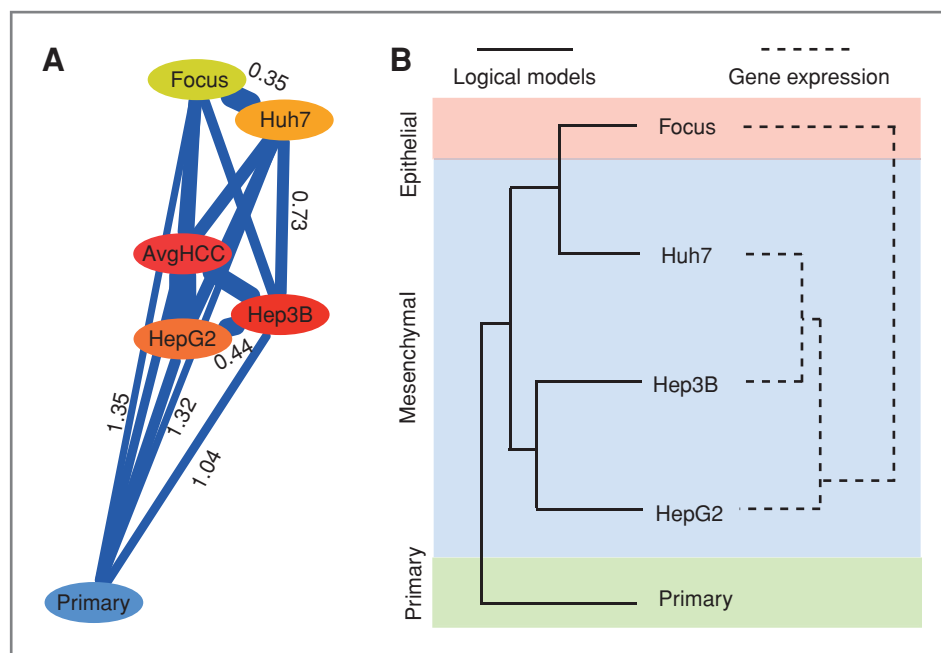 A
Focus
0.35
Huh7
0.73
AvgHCC
Hep3B
HepG2
0.44
1.35
1.32
1.04
Primary
B
Logical models
Gene expression
Epithelial
Mesenchymal
Primary
Focus
Huh7
Hep3B
HepG2
Primary